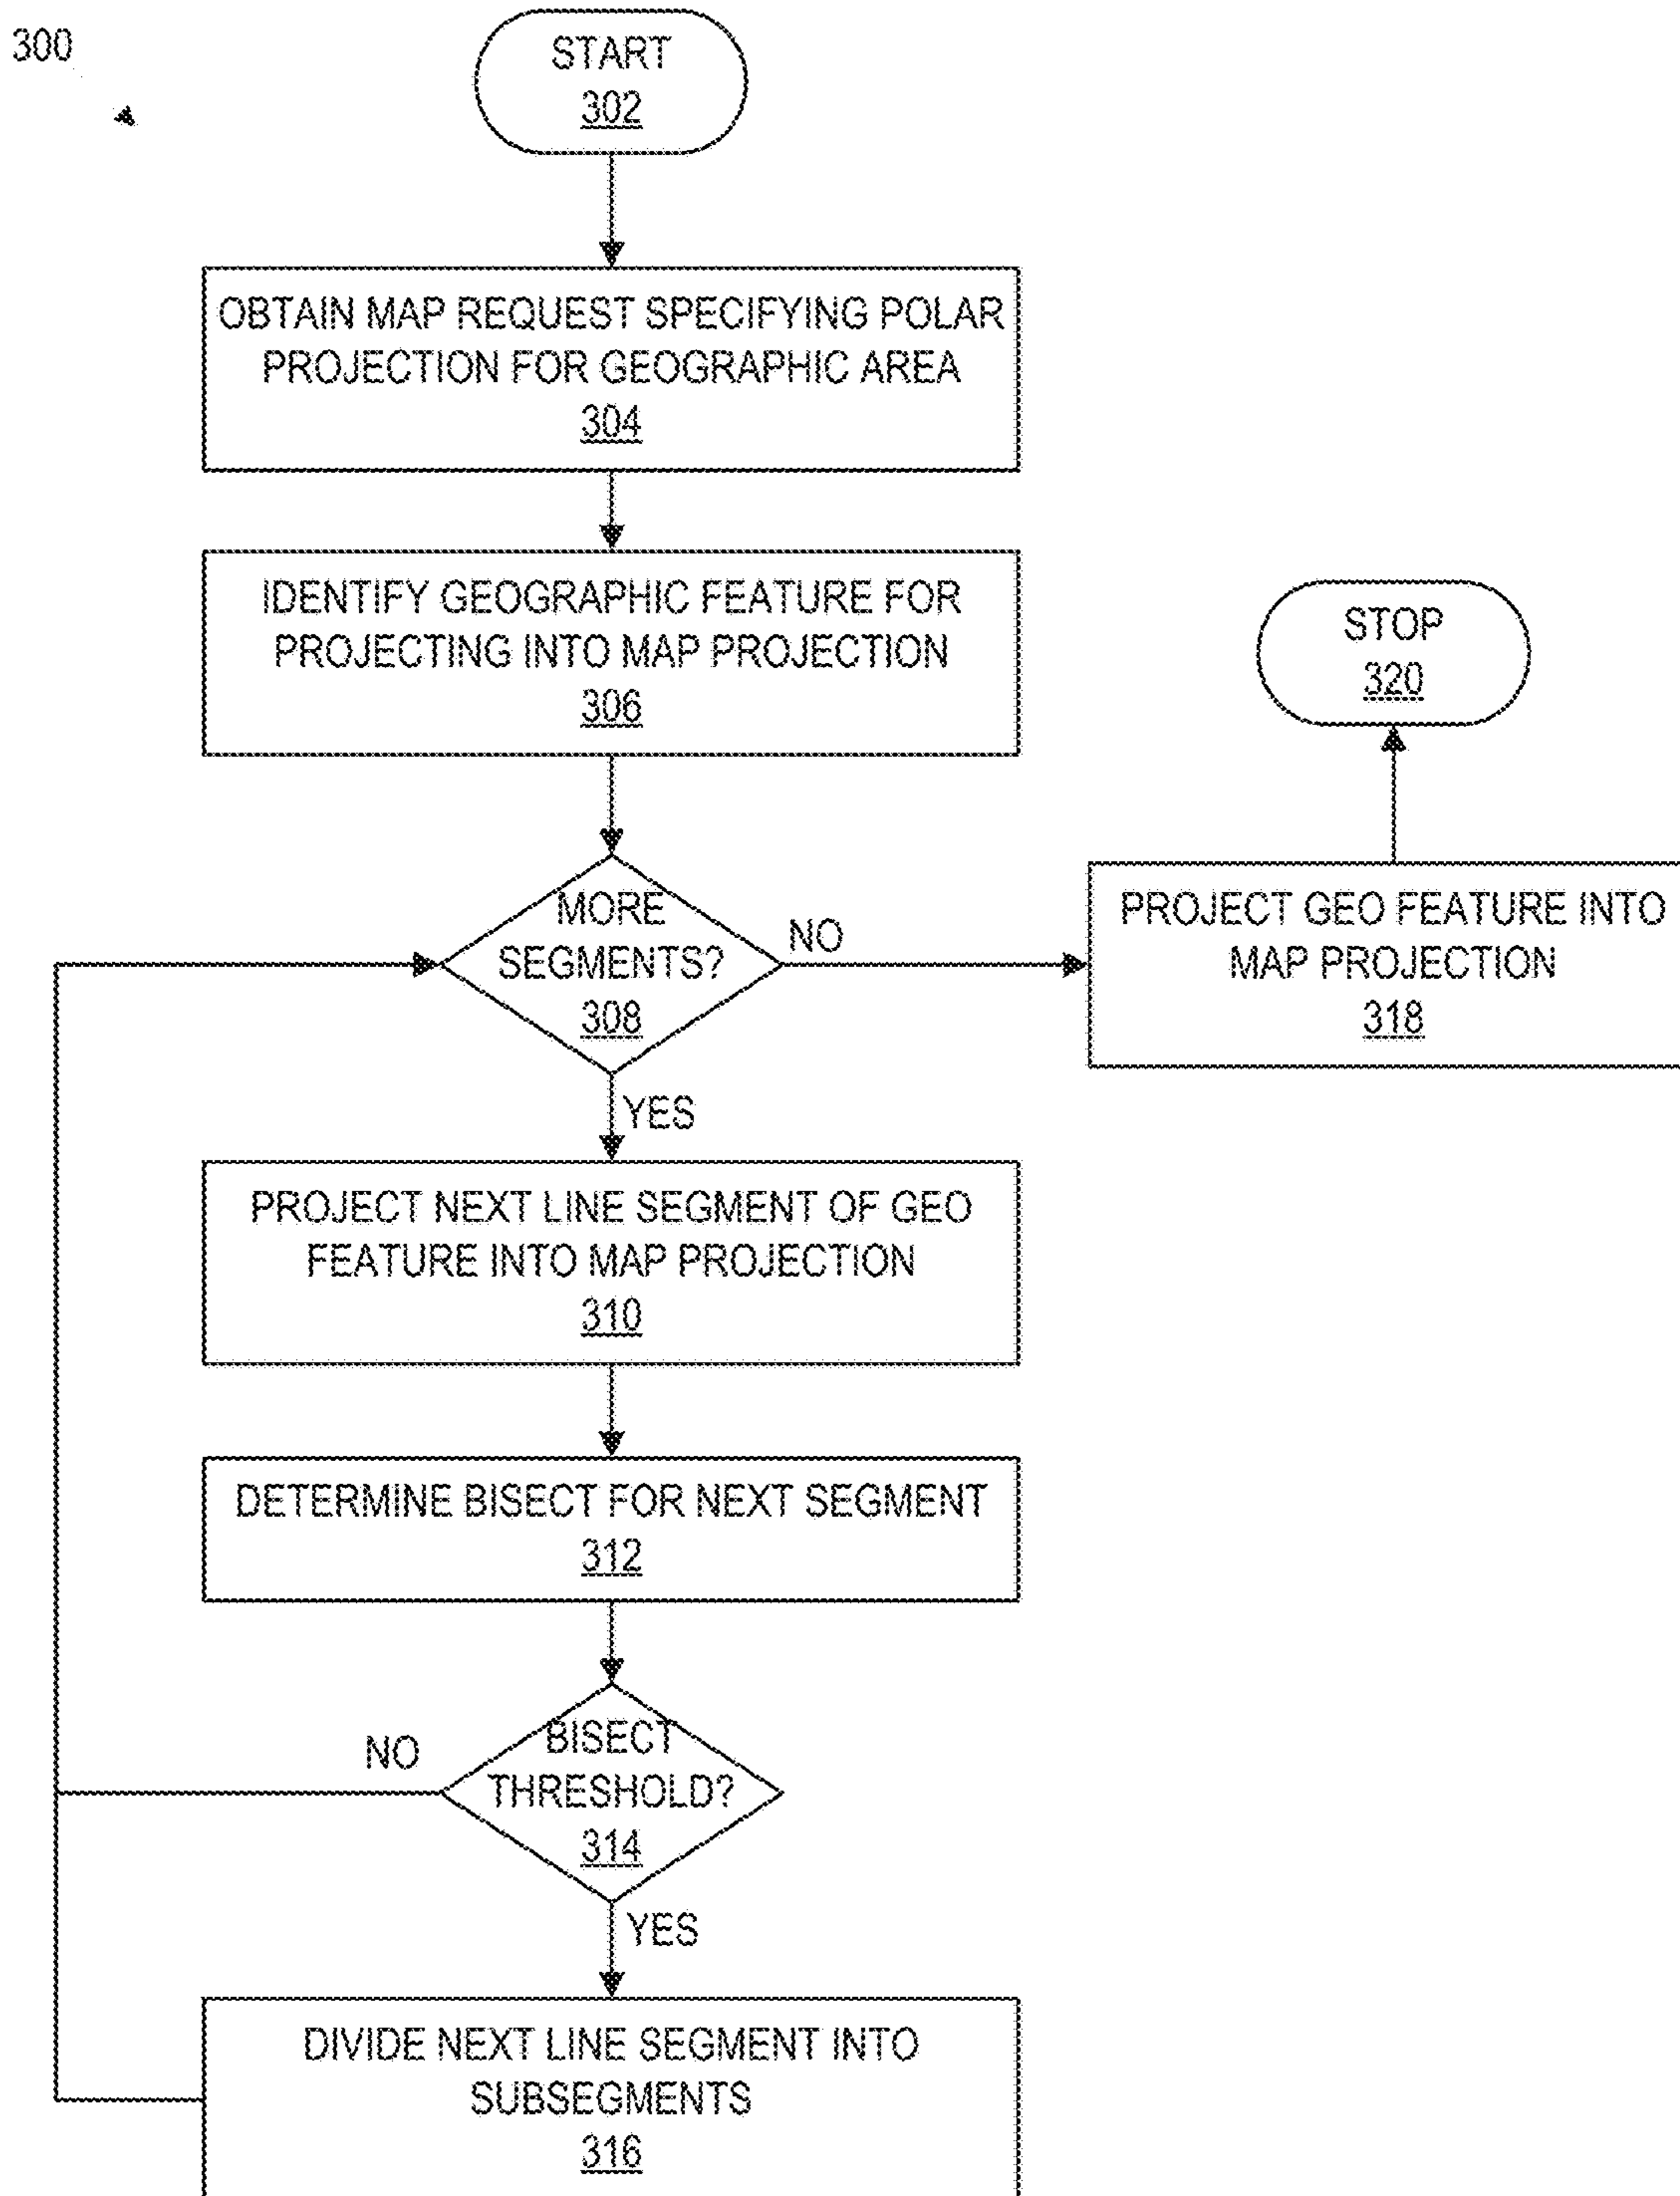 300
START
302
OBTAIN MAP REQUEST SPECIFYING POLAR
PROJECTION FOR GEOGRAPHIC AREA
304
IDENTIFY GEOGRAPHIC FEATURE FOR
PROJECTING INTO MAP PROJECTION
306
STOP
320
MORE
SEGMENTS?
308
NO
PROJECT GEO FEATURE INTO
MAP PROJECTION
318
YES
PROJECT NEXT LINE SEGMENT OF GEO
FEATURE INTO MAP PROJECTION
310
DETERMINE BISECT FOR NEXT SEGMENT
312
NO
BISECT
THRESHOLD?
314
YES
DIVIDE NEXT LINE SEGMENT INTO
SUBSEGMENTS
316